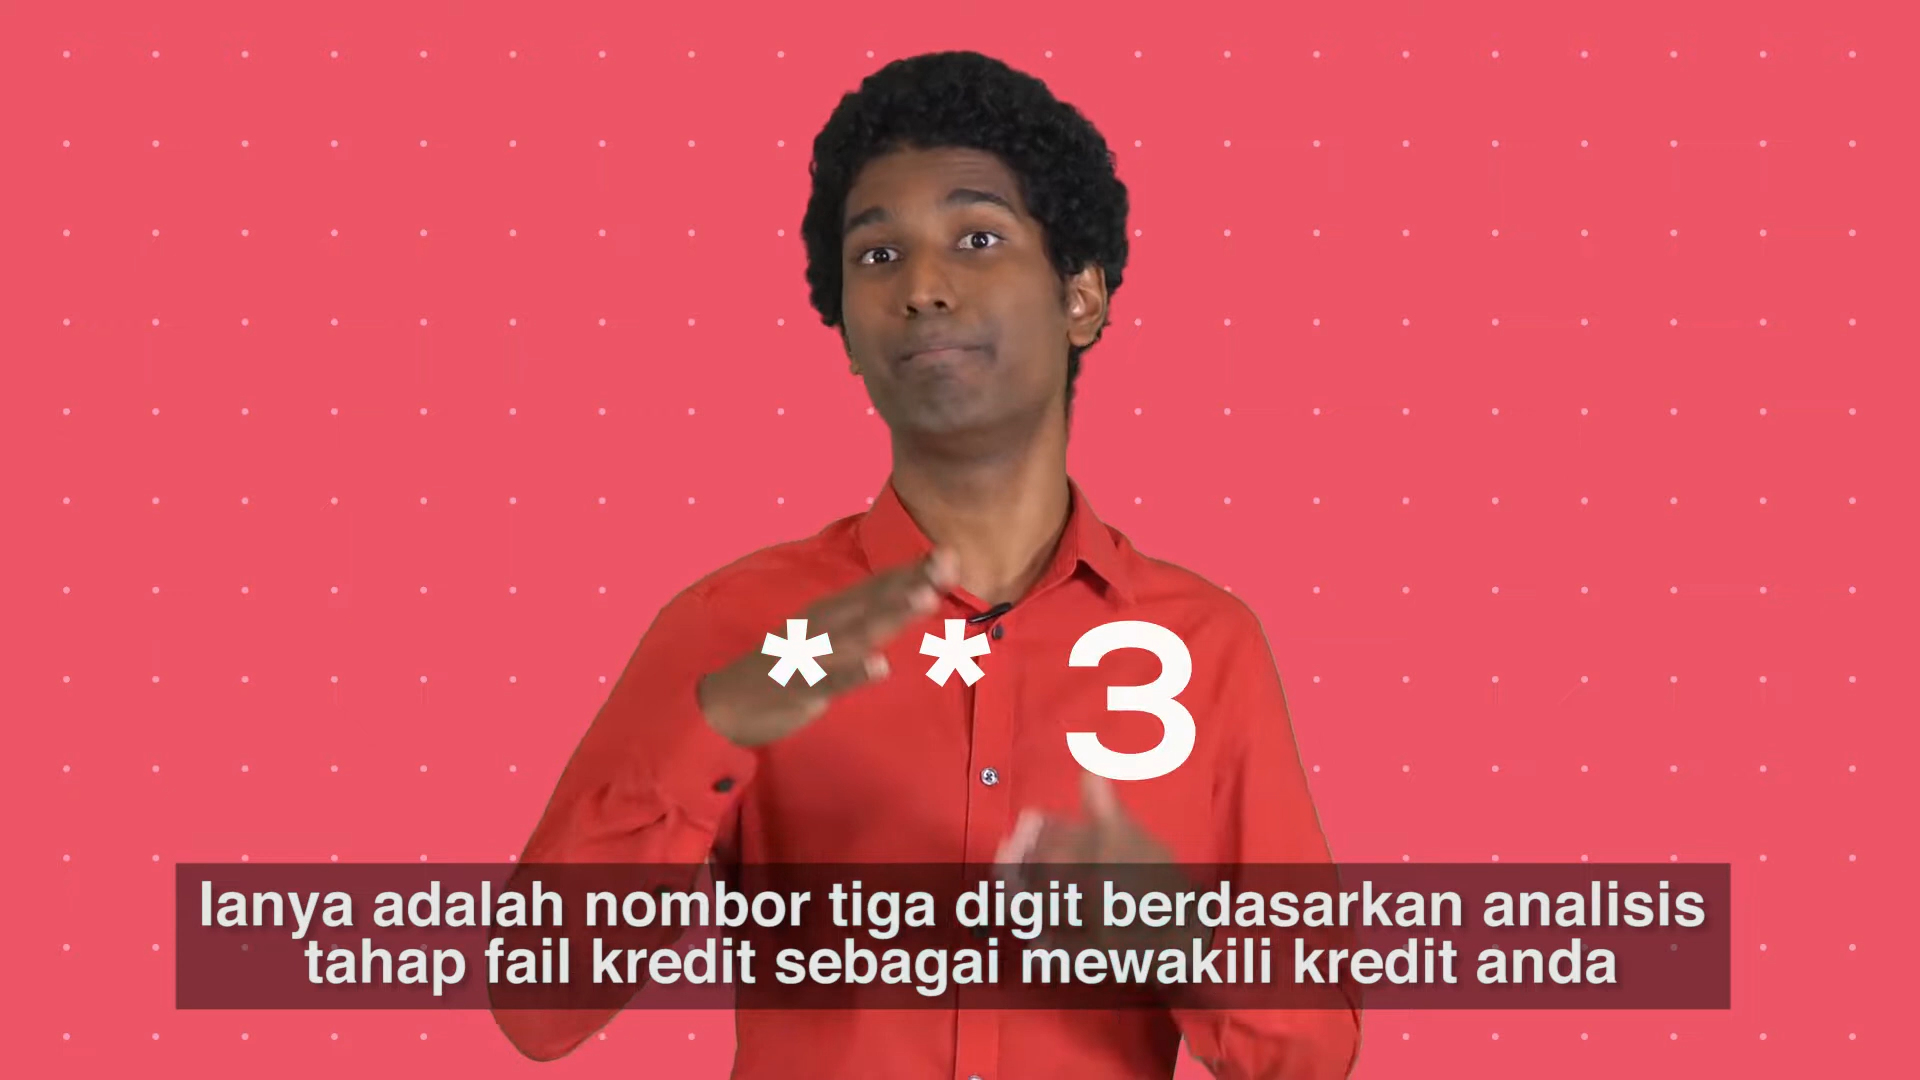 * * 3
Ianya adalah nombor tiga digit berdasarkan analisis
tahap fail kredit sebagai mewakili kredit anda